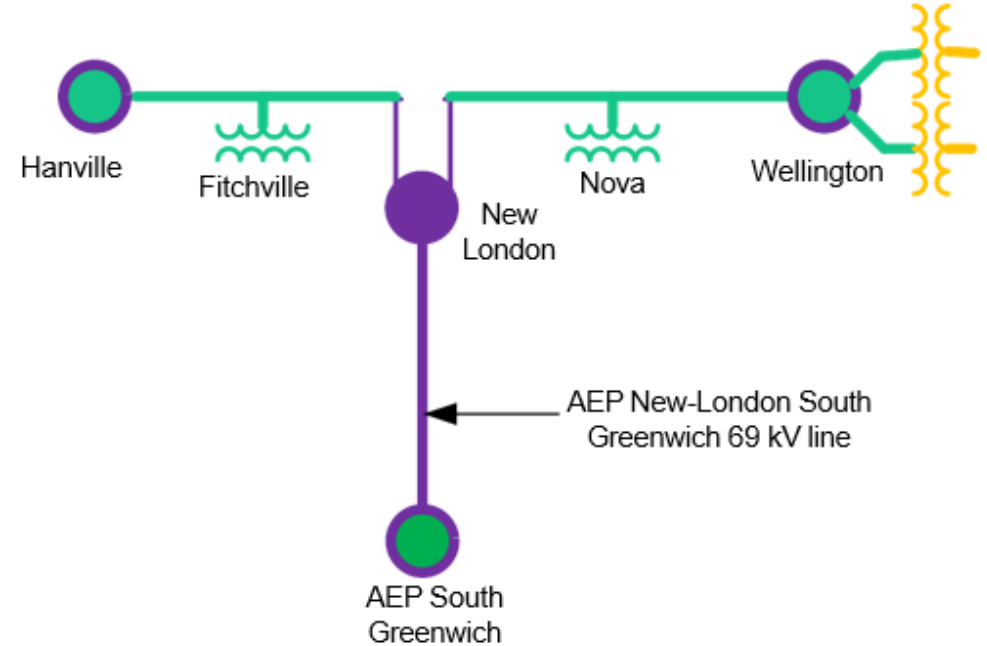 Hanville
Fitchville
New
London
Nova
Wellington
AEP New-London South
Greenwich 69 kV line
AEP South
Greenwich